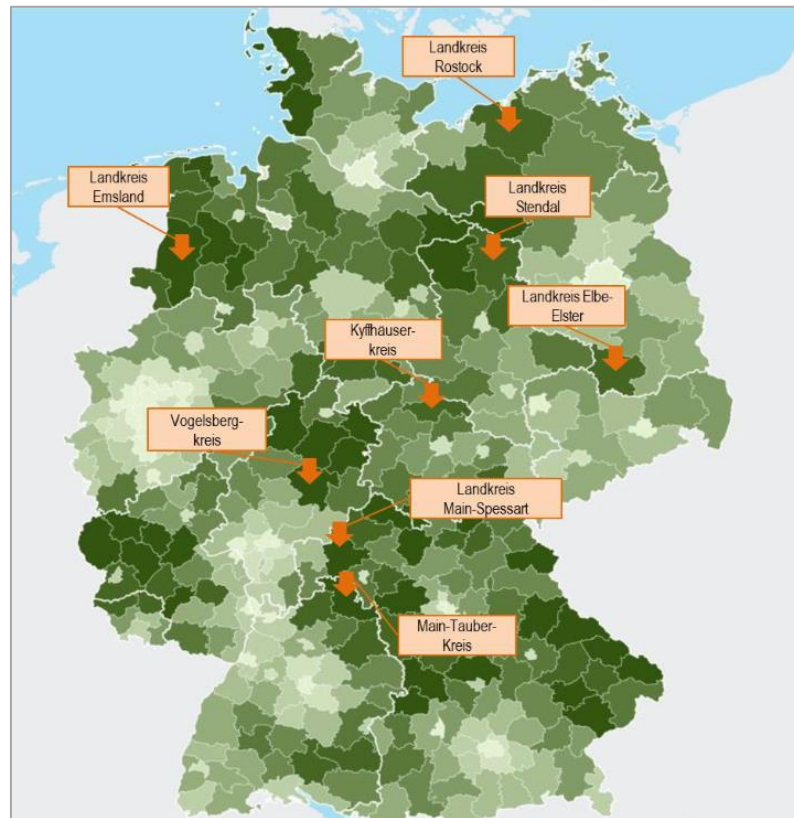 Landkreis
Rostock
Landkreis
Emsland
Landkreis
Stendal
Landkreis Elbe-
Elster
Kyffhauser-
kreis
Vogelsberg-
kreis
Landkreis
Main-Spessart
Main-Tauber-
Kreis